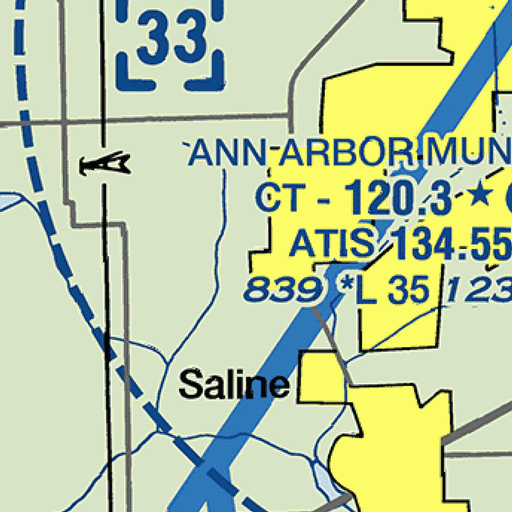 33
ANN ARBOR MUN
CT - 120.3 ★
ATIS 134.55
839 *L 35 123
Saline